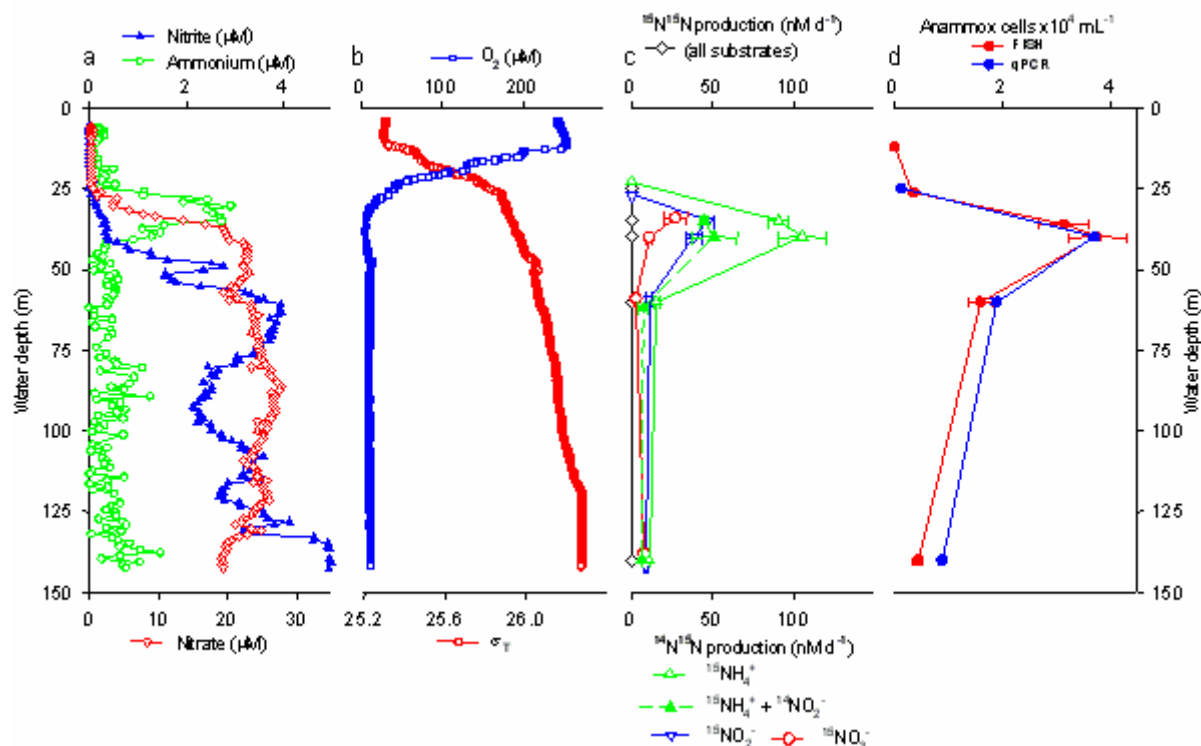 ¹⁵N¹⁵N production (nM d⁻¹)
Anammox cells x10⁴ mL⁻¹
Nitrite (μM)
Ammonium (μM)
a
b
O₂ (μM)
c
(all substrates)
d
FISH
qPCR
0 2 4
0 100 200
0 50 100
0 2 4
Water depth (m)
0
25
50
75
100
125
150
0
25
50
75
100
125
150
Water depth (m)
0 10 20 30
25.2 25.6 26.0
0 50 100
Nitrate (μM)
σT
¹⁴N¹⁵N production (nM d⁻¹)
¹⁵NH₄⁺
¹⁵NH₄⁺ + ¹⁴NO₂⁻
¹⁵NO₂⁻ ¹⁵NO₃⁻